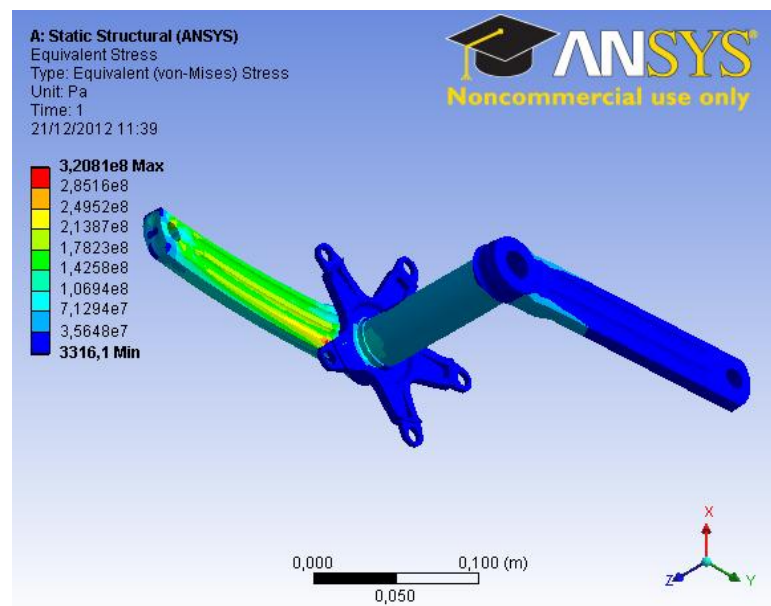 A: Static Structural (ANSYS)
Equivalent Stress
Type: Equivalent (von-Mises) Stress
Unit: Pa
Time: 1
21/12/2012 11:39
ANSYS®
Noncommercial use only
3,2081e8 Max
2,8516e8
2,4952e8
2,1387e8
1,7823e8
1,4258e8
1,0694e8
7,1294e7
3,5648e7
3316,1 Min
0,000 0,100 (m)
0,050
X
Z Y